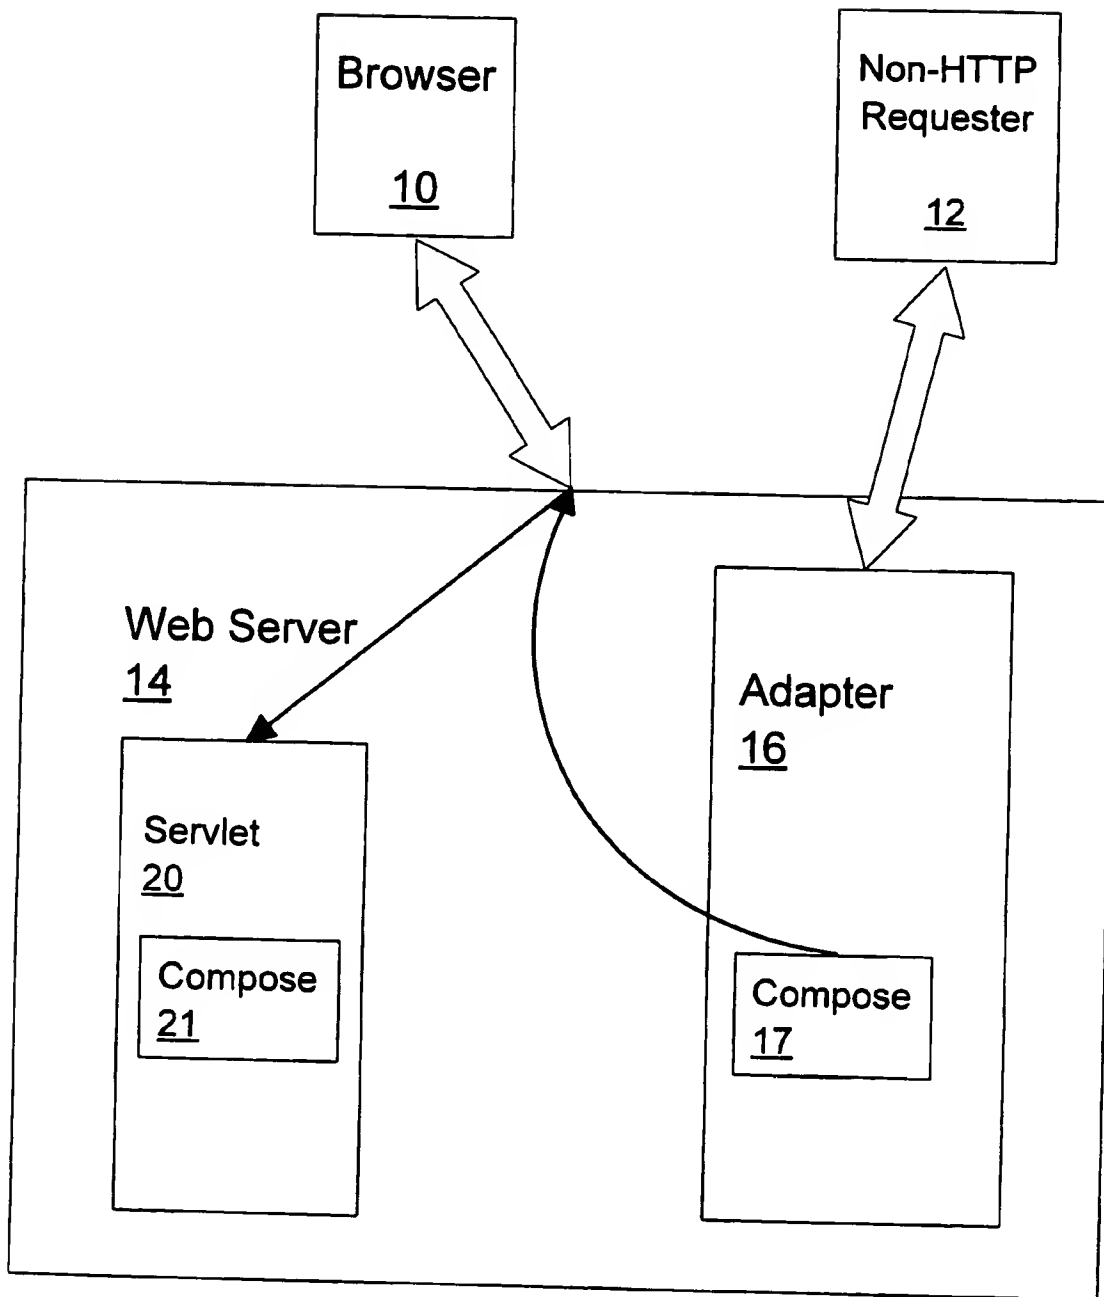 Browser
10
Non-HTTP
Requester
12
Web Server
14
Adapter
16
Servlet
20
Compose
21
Compose
17